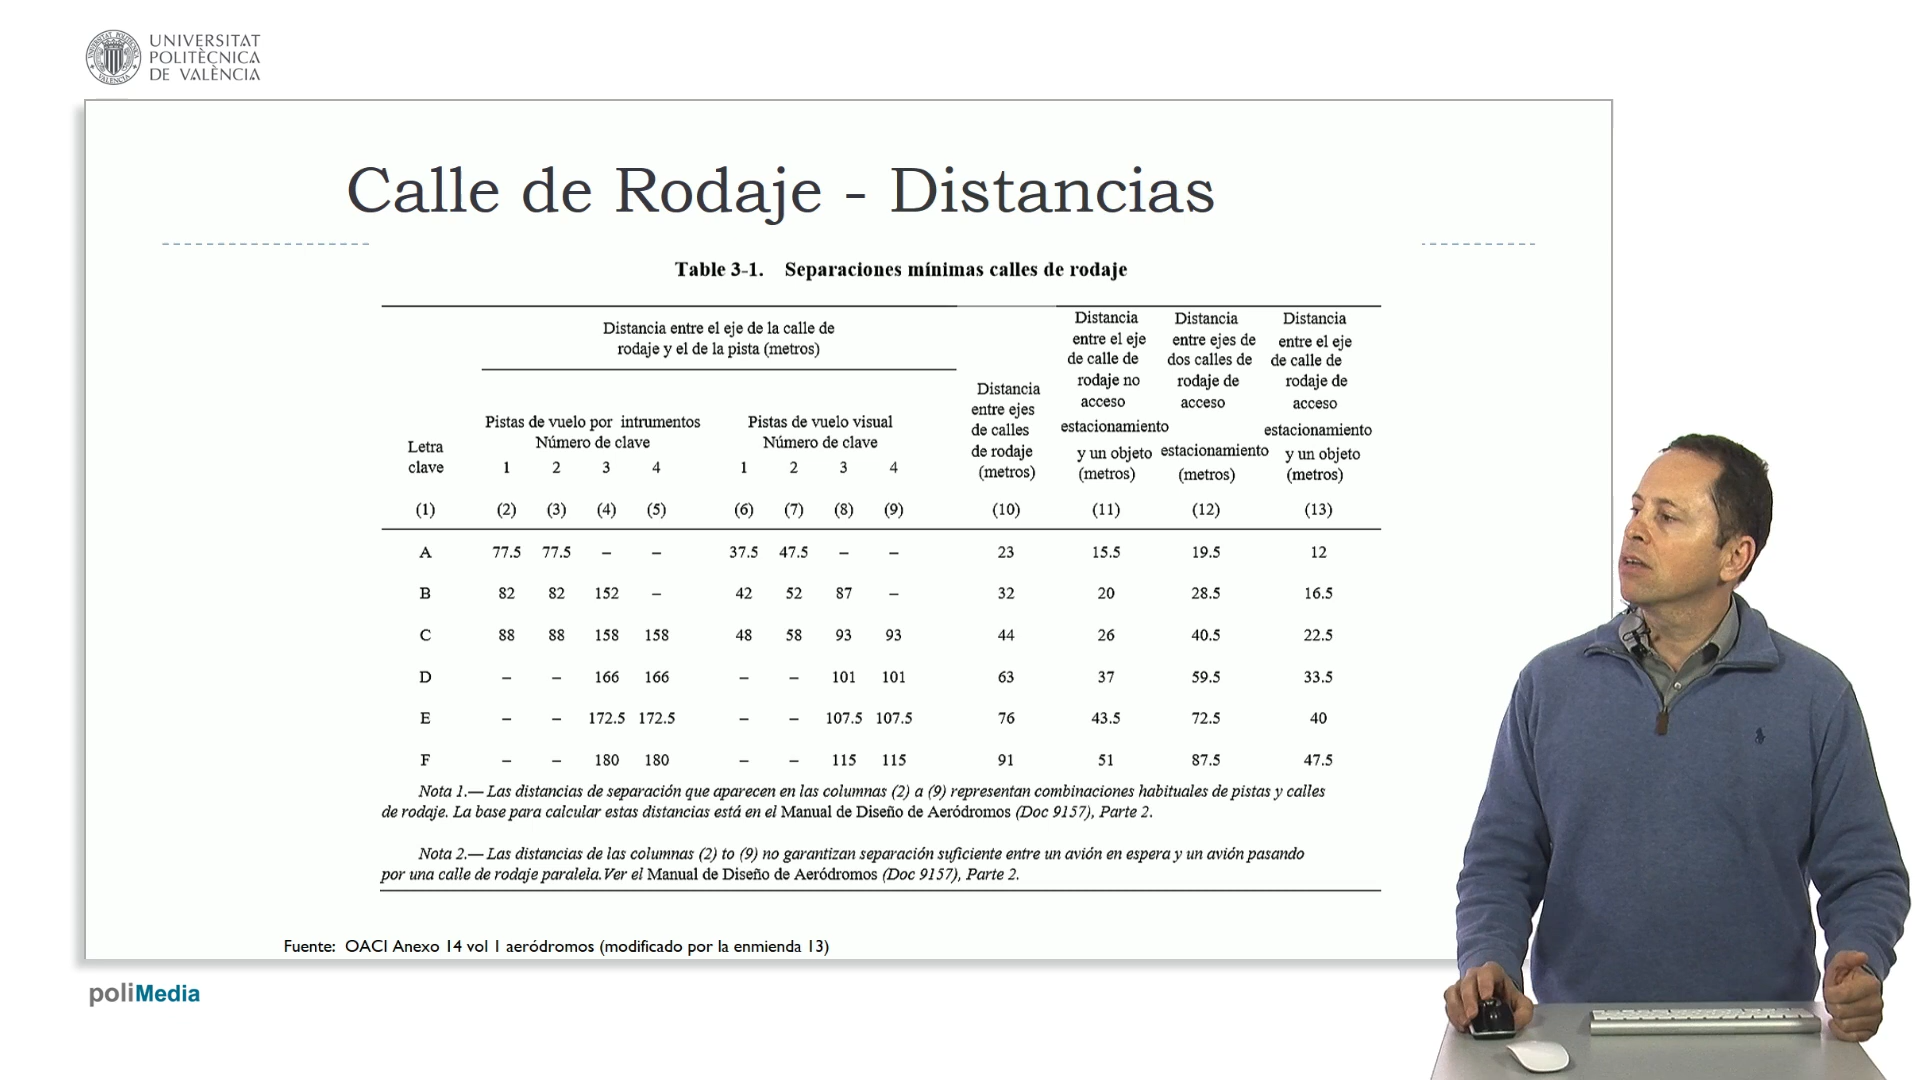 UNIVERSITAT
POLITÈCNICA
DE VALÈNCIA
Calle de Rodaje - Distancias
Table 3-1. Separaciones mínimas calles de rodaje
Distancia entre el eje de la calle de
rodaje y el de la pista (metros)
Pistas de vuelo por intrumentos
Número de clave
Pistas de vuelo visual
Número de clave
Letra
clave
1 2 3 4 1 2 3 4
Distancia
entre ejes
de calles
de rodaje
(metros)
Distancia
entre el eje
de calle de
rodaje no
acceso
estacionamiento
y un objeto
(metros)
Distancia
entre ejes de
dos calles de
rodaje de
acceso
estacionamiento
(metros)
Distancia
entre el eje
de calle de
rodaje de
acceso
estacionamiento
y un objeto
(metros)
(1) (2) (3) (4) (5) (6) (7) (8) (9) (10) (11) (12) (13)
A 77.5 77.5 – – 37.5 47.5 – – 23 15.5 19.5 12
B 82 82 152 – 42 52 87 – 32 20 28.5 16.5
C 88 88 158 158 48 58 93 93 44 26 40.5 22.5
D – – 166 166 – – 101 101 63 37 59.5 33.5
E – – 172.5 172.5 – – 107.5 107.5 76 43.5 72.5 40
F – – 180 180 – – 115 115 91 51 87.5 47.5
Nota 1.— Las distancias de separación que aparecen en las columnas (2) a (9) representan combinaciones habituales de pistas y calles
de rodaje. La base para calcular estas distancias está en el Manual de Diseño de Aeródromos (Doc 9157), Parte 2.
Nota 2.— Las distancias de las columnas (2) to (9) no garantizan separación suficiente entre un avión en espera y un avión pasando
por una calle de rodaje paralela. Ver el Manual de Diseño de Aeródromos (Doc 9157), Parte 2.
Fuente: OACI Anexo 14 vol 1 aeródromos (modificado por la enmienda 13)
poliMedia